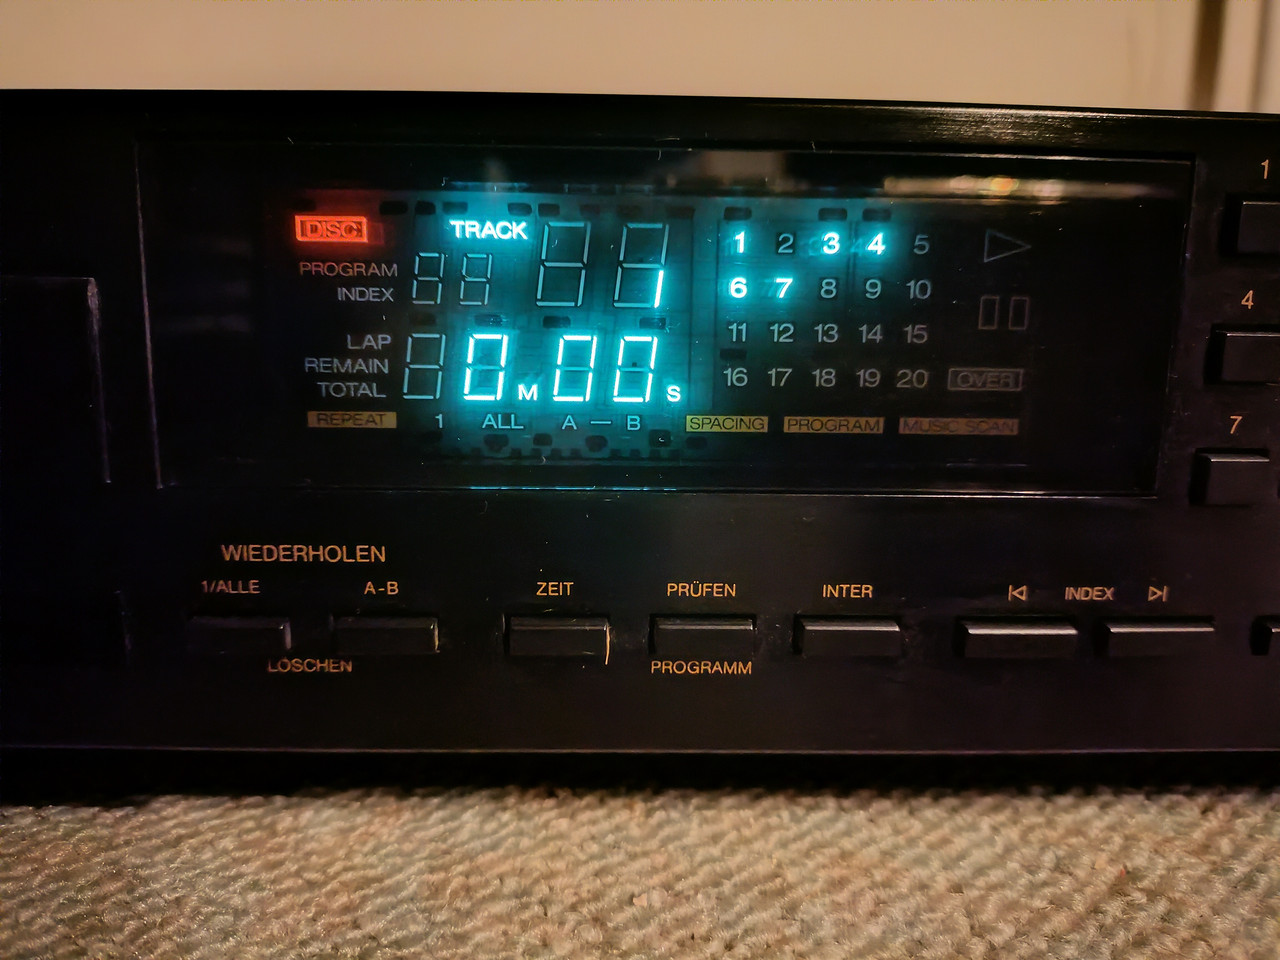 DISC TRACK 1
PROGRAM
INDEX
LAP
REMAIN
TOTAL
0 M 00 S
REPEAT 1 ALL A — B
1 2 3 4 5
6 7 8 9 10
11 12 13 14 15
16 17 18 19 20 OVER
SPACING PROGRAM MUSIC SCAN
1
4
7
WIEDERHOLEN
1/ALLE A-B ZEIT PRÜFEN INTER INDEX
LÖSCHEN PROGRAMM